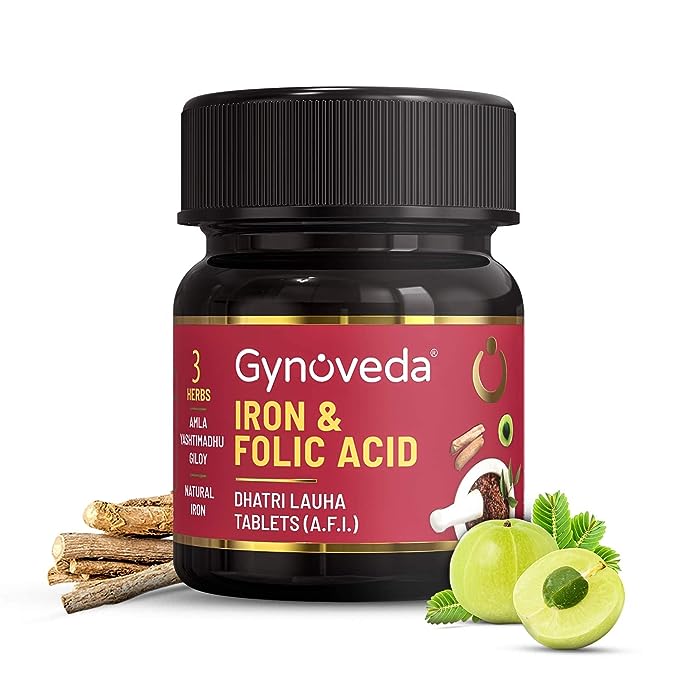 3
HERBS
AMLA
YASHTIMADHU
GILOY
NATURAL
IRON
Gynoveda®
IRON &
FOLIC ACID
DHATRI LAUHA
TABLETS (A.F.I.)